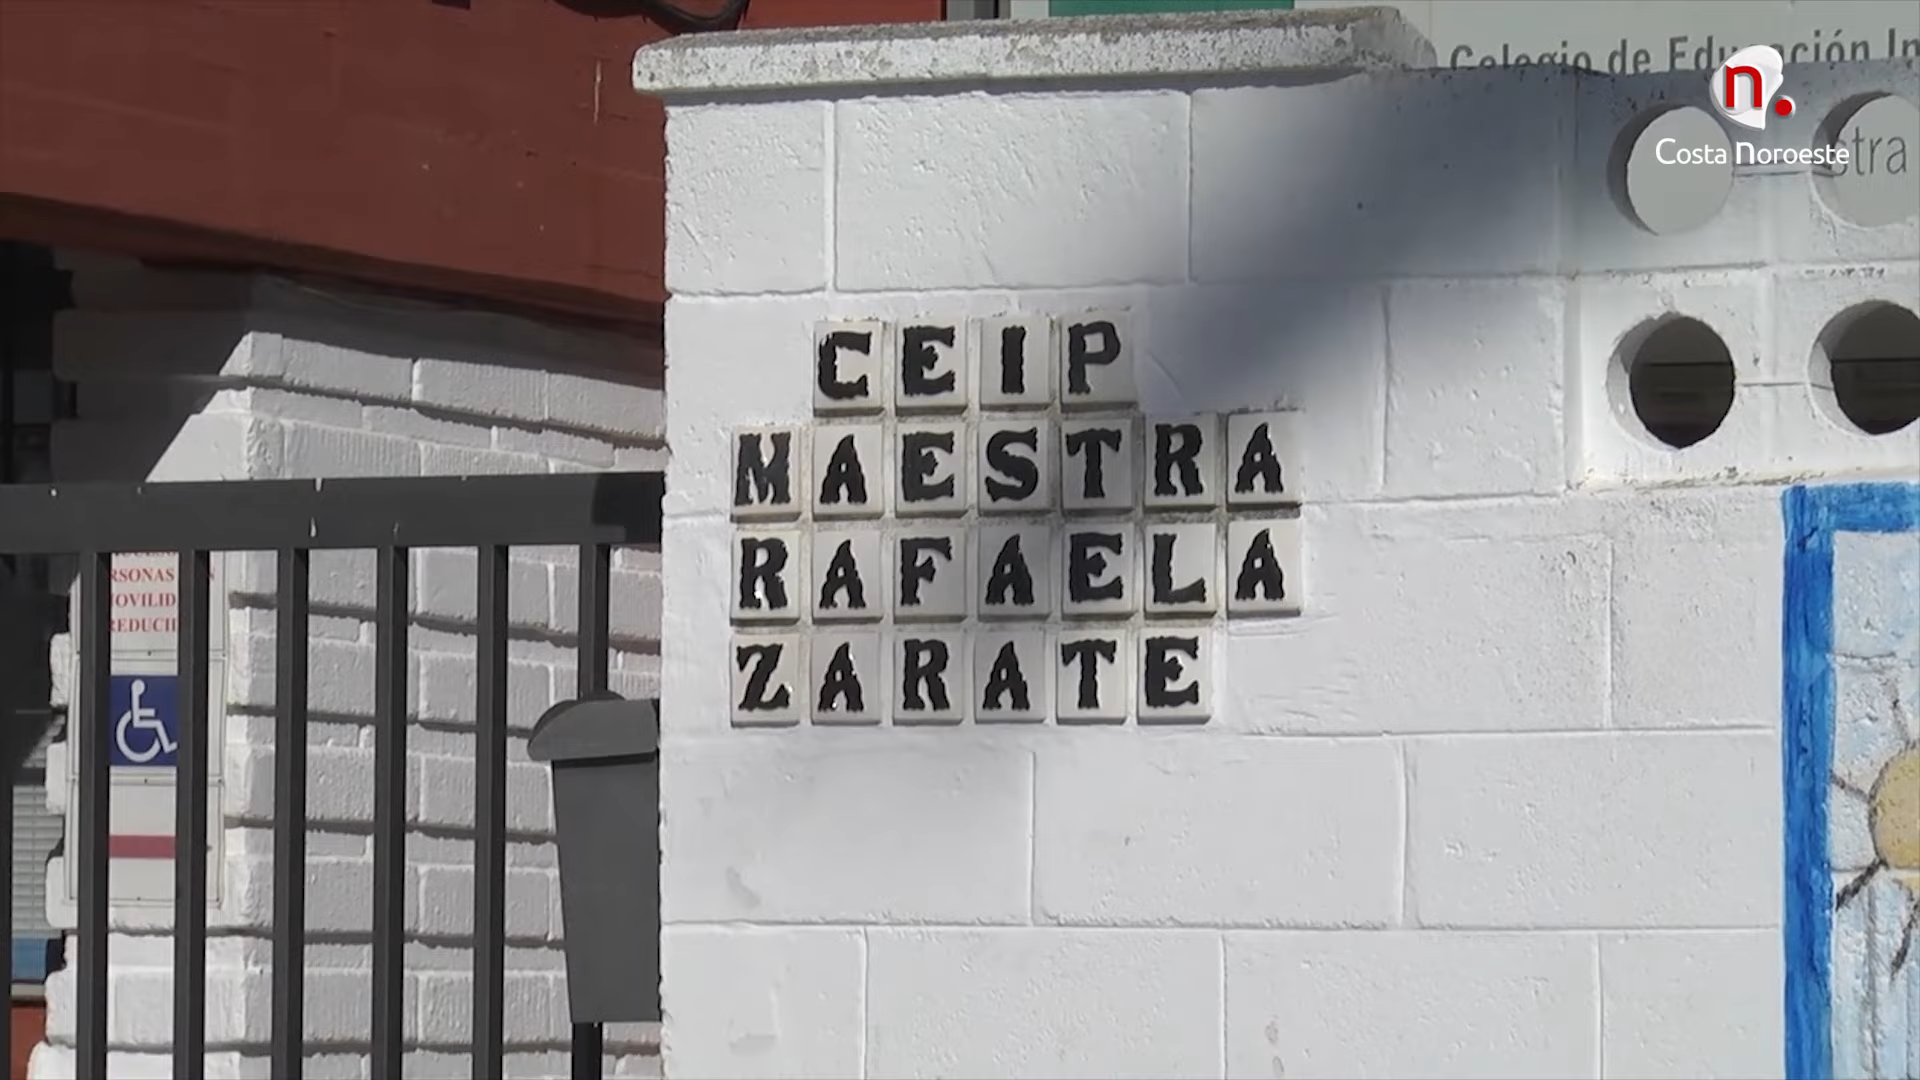 Colegio de Educación
n.
Costa Noroeste
CEIP
MAESTRA
RAFAELA
ZARATE